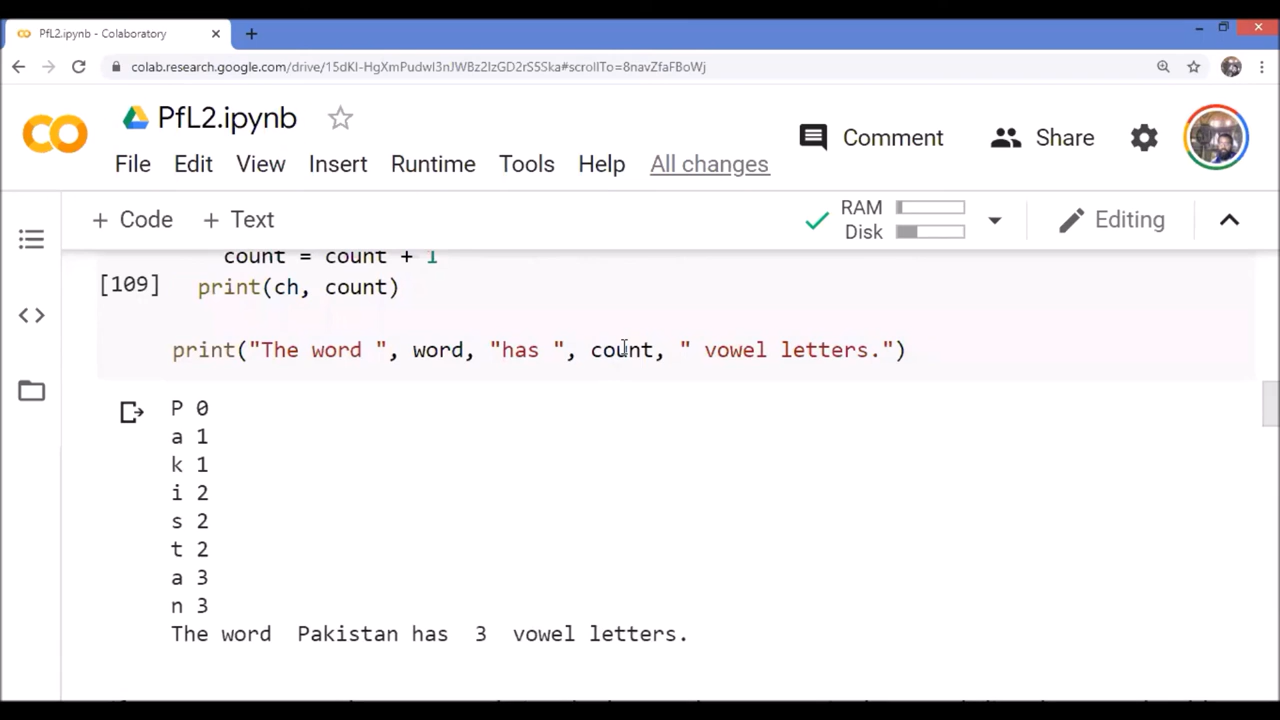 PfL2.ipynb - Colaboratory
colab.research.google.com/drive/15dKI-HgXmPudwI3nJWBz2IzGD2rS5Ska#scrollTo=8navZfaFBoWj
PfL2.ipynb
Comment
Share
File Edit View Insert Runtime Tools Help All changes
+ Code + Text
RAM
Disk
Editing
count = count + 1
[109] print(ch, count)
print("The word ", word, "has ", count, " vowel letters.")
P 0
a 1
k 1
i 2
s 2
t 2
a 3
n 3
The word  Pakistan has  3  vowel letters.